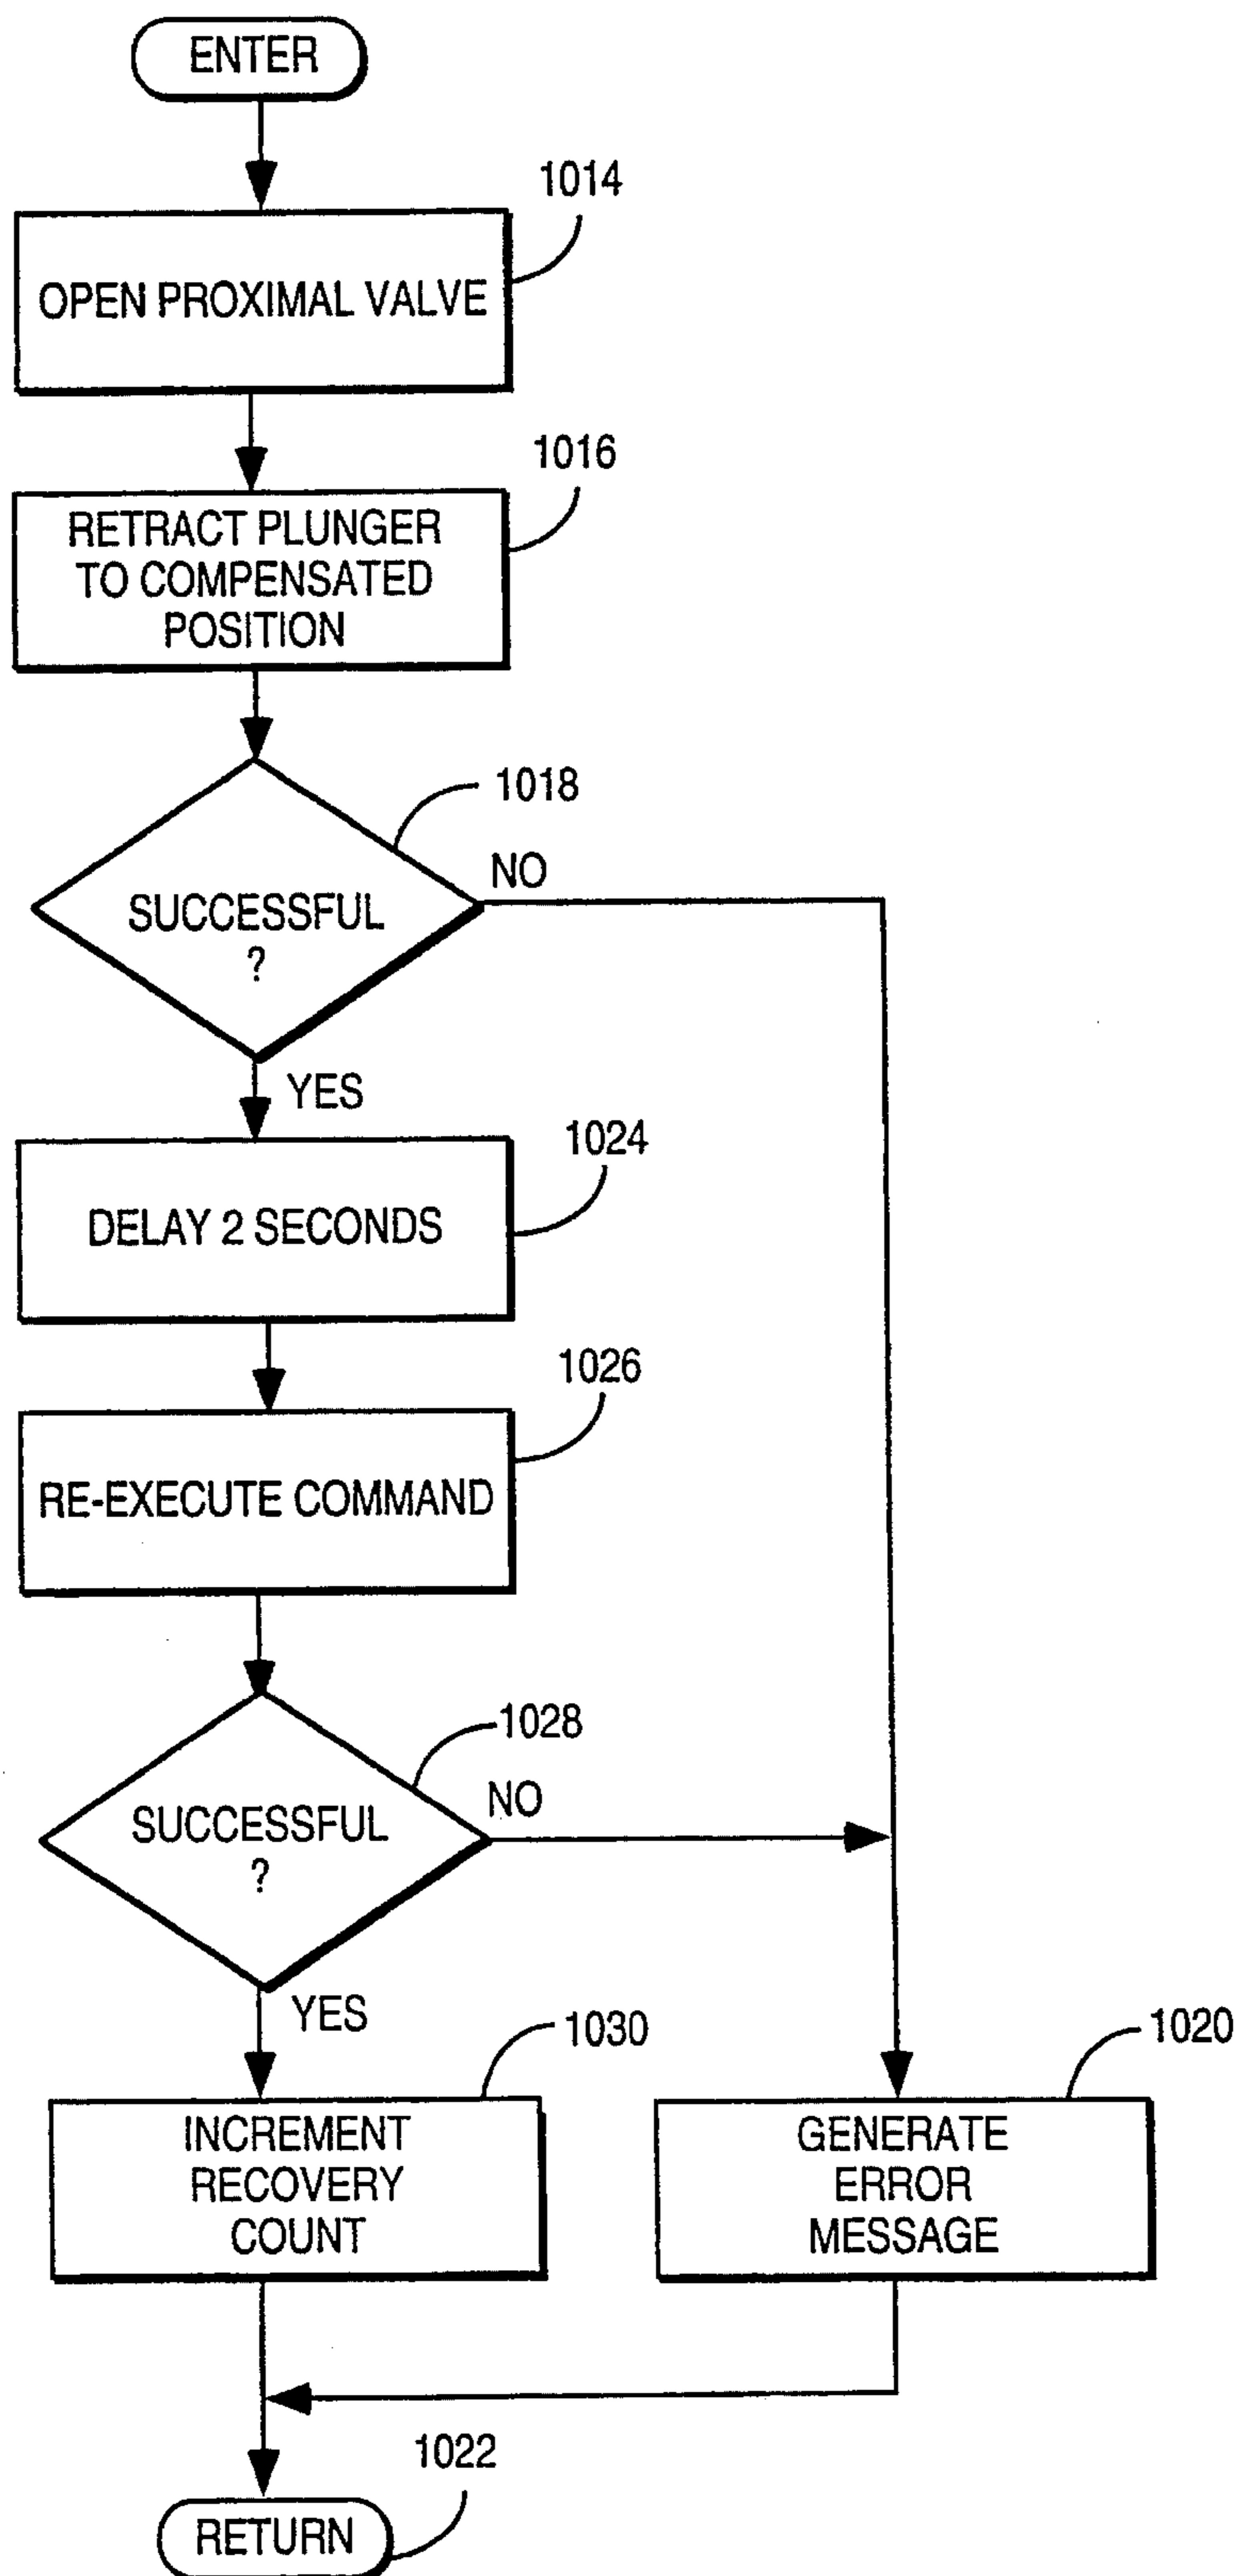 ENTER
1014
OPEN PROXIMAL VALVE
1016
RETRACT PLUNGER
TO COMPENSATED
POSITION
1018
NO
SUCCESSFUL
?
YES
1024
DELAY 2 SECONDS
1026
RE-EXECUTE COMMAND
1028
NO
SUCCESSFUL
?
YES
1030
INCREMENT
RECOVERY
COUNT
1020
GENERATE
ERROR
MESSAGE
1022
RETURN